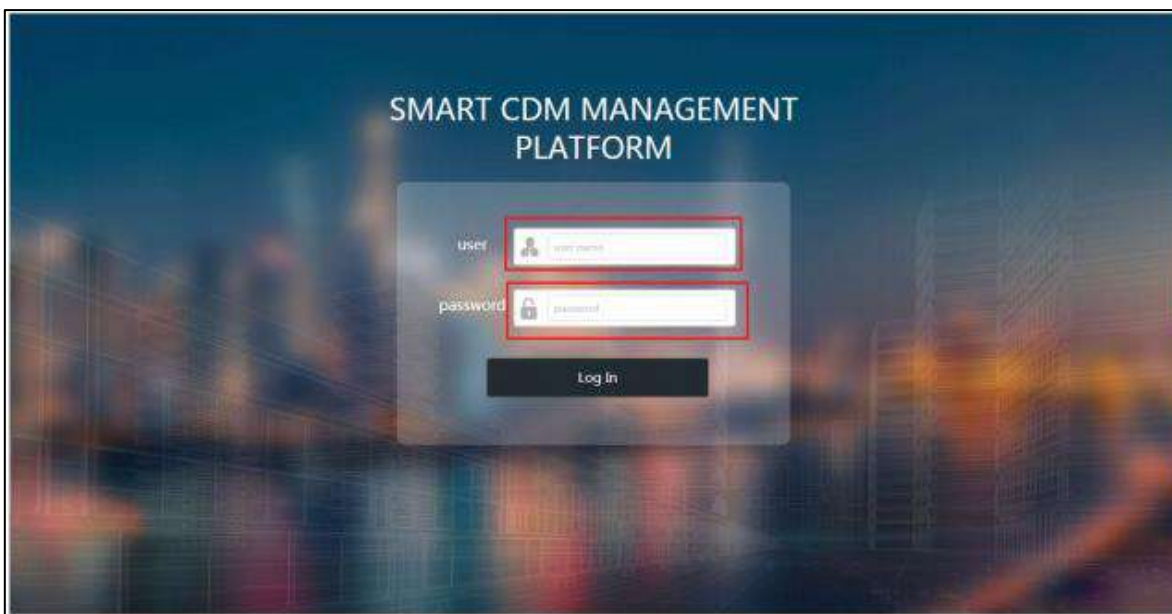 SMART CDM MANAGEMENT
PLATFORM
user
user name
password
password
Log In